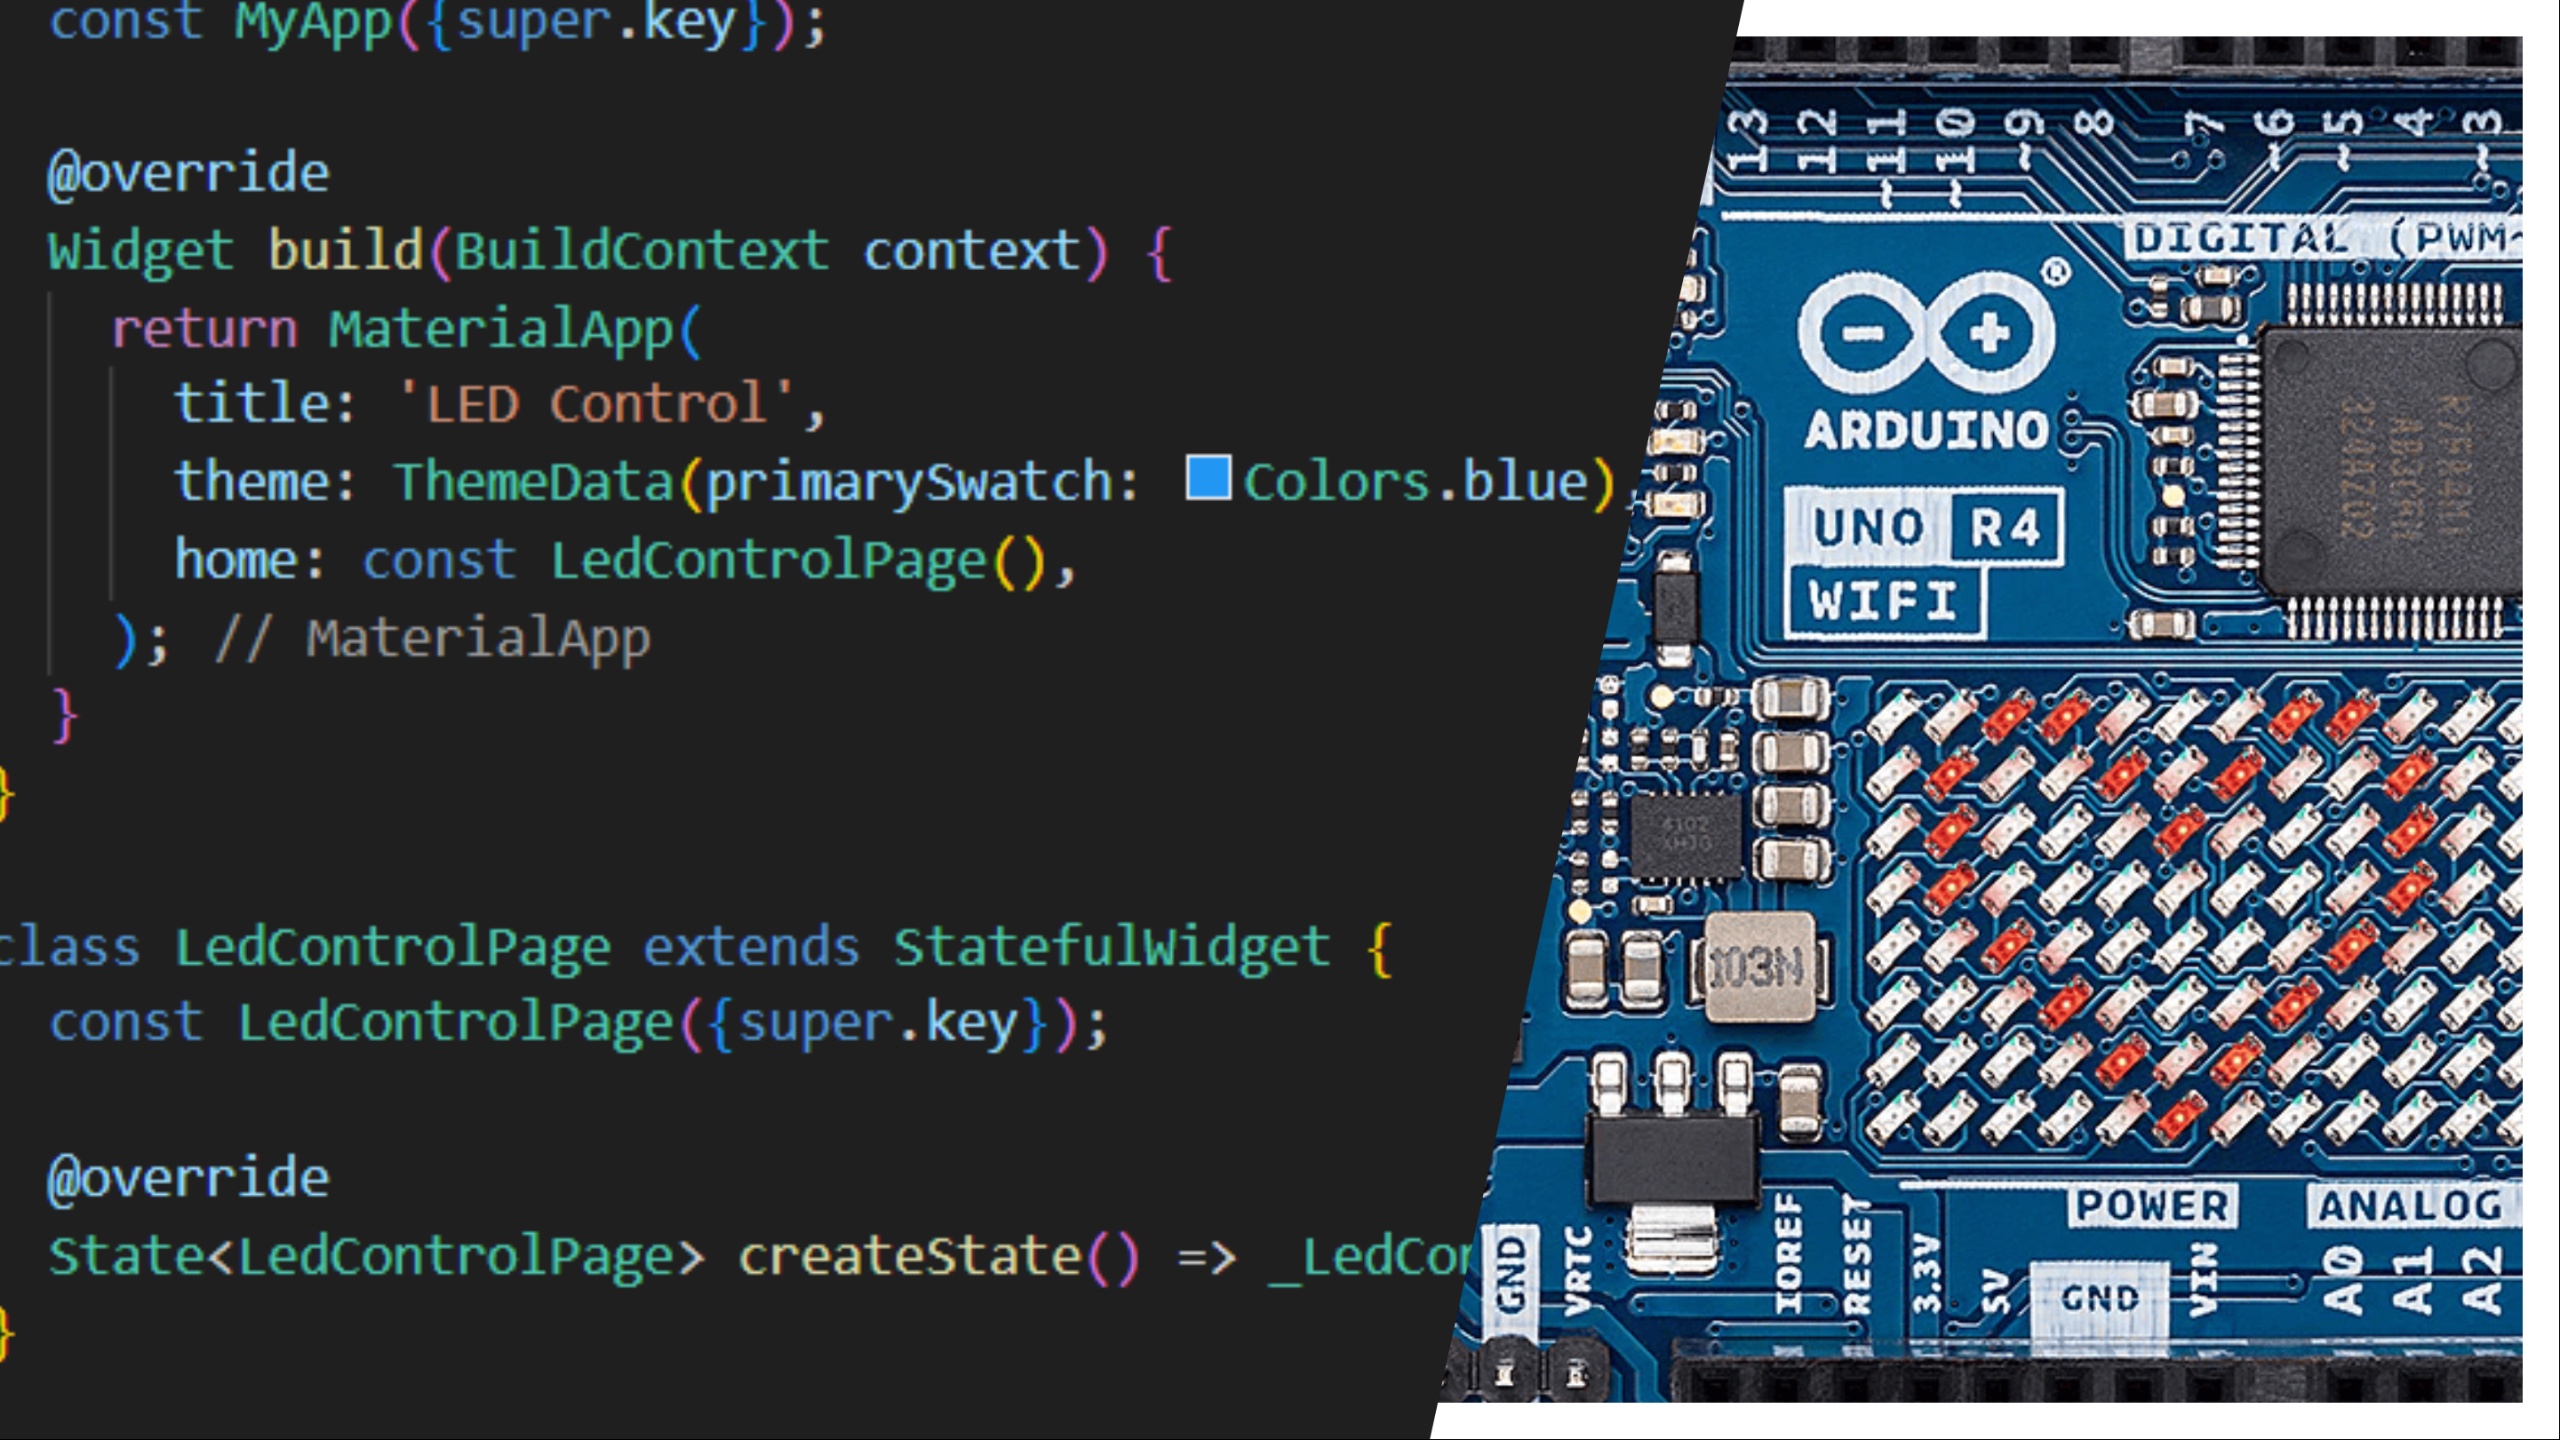 const MyApp({super.key});
@override
Widget build(BuildContext context) {
return MaterialApp(
title: 'LED Control',
theme: ThemeData(primarySwatch: Colors.blue),
home: const LedControlPage(),
); // MaterialApp
}
}
class LedControlPage extends StatefulWidget {
const LedControlPage({super.key});
@override
State<LedControlPage> createState() => _LedCon
}
13 12 ~11 ~10 ~9 8 7 ~6 ~5 4 ~3
DIGITAL (PWM~
®
ARDUINO
UNO R4
WIFI
4102
103N
POWER ANALOG
GND VRTC IOREF RESET 3.3V 5V GND VIN A0 A1 A2